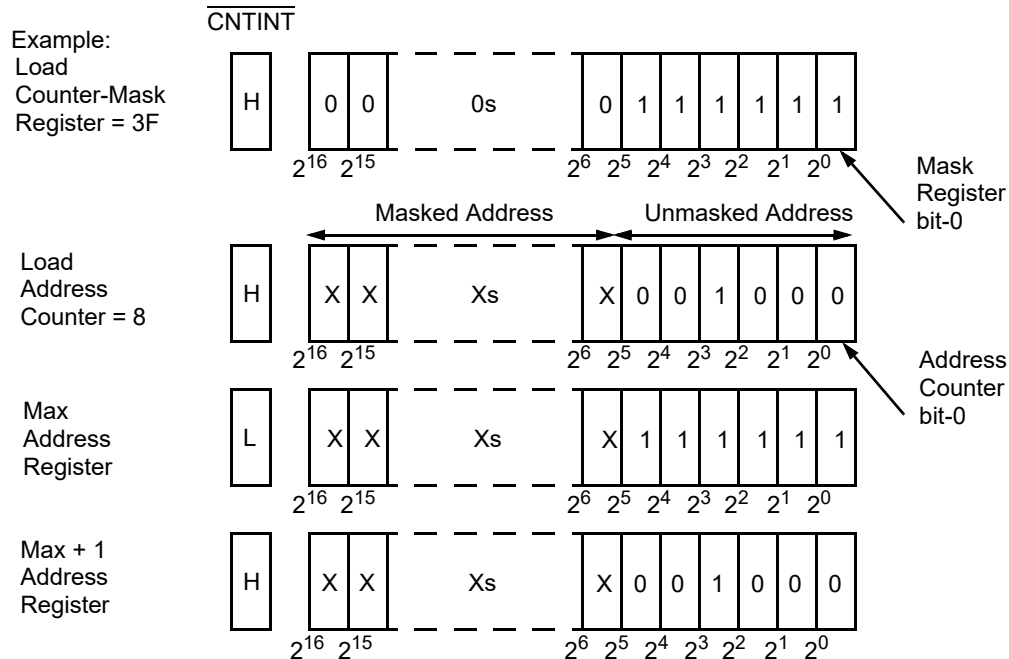 CNTINT
Example:
Load
Counter-Mask
Register = 3F
H 0 0 0s 0 1 1 1 1 1 1
2^16 2^15 2^6 2^5 2^4 2^3 2^2 2^1 2^0
Mask
Register
bit-0
Masked Address Unmasked Address
Load
Address
Counter = 8
H X X Xs X 0 0 1 0 0 0
2^16 2^15 2^6 2^5 2^4 2^3 2^2 2^1 2^0
Address
Counter
bit-0
Max
Address
Register
L X X Xs X 1 1 1 1 1 1
2^16 2^15 2^6 2^5 2^4 2^3 2^2 2^1 2^0
Max + 1
Address
Register
H X X Xs X 0 0 1 0 0 0
2^16 2^15 2^6 2^5 2^4 2^3 2^2 2^1 2^0